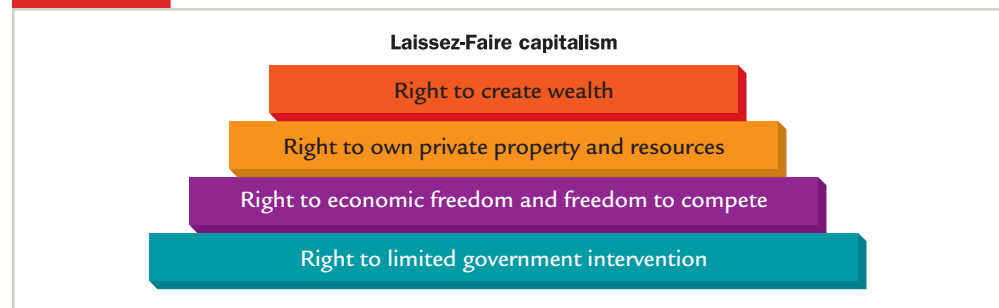 Laissez-Faire capitalism
Right to create wealth
Right to own private property and resources
Right to economic freedom and freedom to compete
Right to limited government intervention